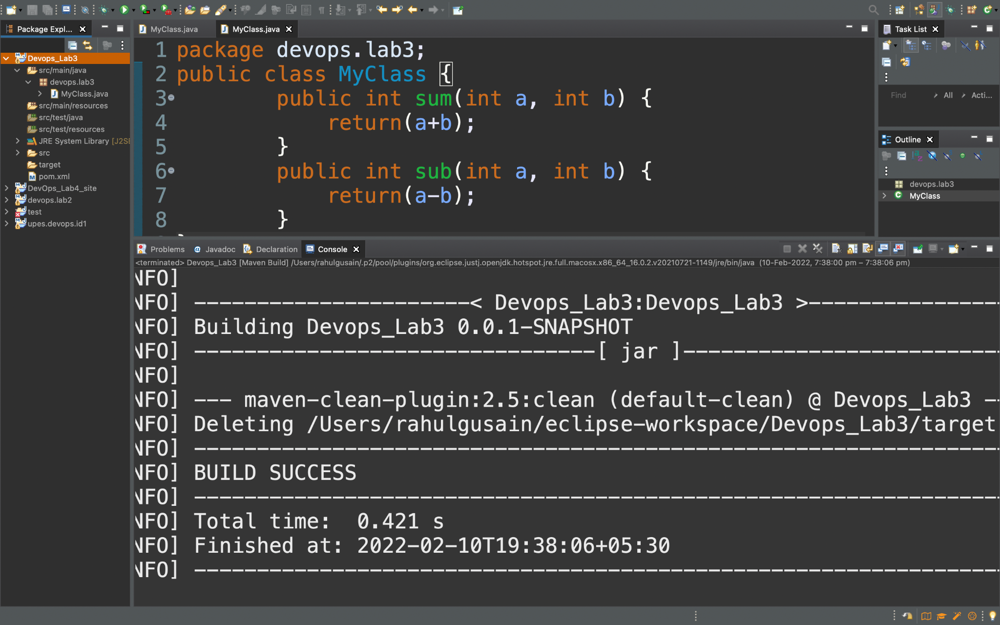 Package Expl...
Devops_Lab3
src/main/java
devops.lab3
MyClass.java
src/main/resources
src/test/java
src/test/resources
JRE System Library [J2SE
src
target
pom.xml
DevOps_Lab4_site
devops.lab2
test
upes.devops.id1
MyClass.java MyClass.java
1 package devops.lab3;
2 public class MyClass {
3 public int sum(int a, int b) {
4 return(a+b);
5 }
6 public int sub(int a, int b) {
7 return(a-b);
8 }
Task List
Find All Acti...
Outline
devops.lab3
MyClass
Problems Javadoc Declaration Console
<terminated> Devops_Lab3 [Maven Build] /Users/rahulgusain/.p2/pool/plugins/org.eclipse.justj.openjdk.hotspot.jre.full.macosx.x86_64_16.0.2.v20210721-1149/jre/bin/java (10-Feb-2022, 7:38:00 pm – 7:38:06 pm)
NFO]
NFO] ----------------------< Devops_Lab3:Devops_Lab3 >---------------
NFO] Building Devops_Lab3 0.0.1-SNAPSHOT
NFO] --------------------------------[ jar ]-------------------------
NFO]
NFO] --- maven-clean-plugin:2.5:clean (default-clean) @ Devops_Lab3 --
NFO] Deleting /Users/rahulgusain/eclipse-workspace/Devops_Lab3/target
NFO] ----------------------------------------------------------------
NFO] BUILD SUCCESS
NFO] ----------------------------------------------------------------
NFO] Total time:  0.421 s
NFO] Finished at: 2022-02-10T19:38:06+05:30
NFO] ----------------------------------------------------------------